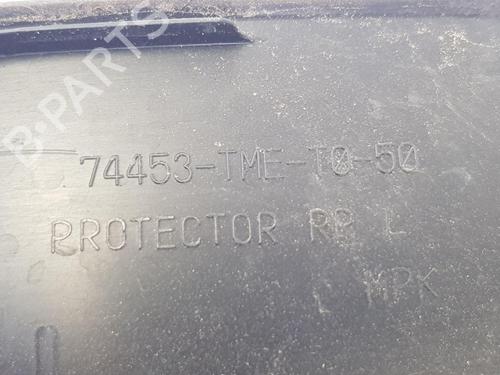 B-PARTS
74453-TME-T0-50
PROTECTOR RR L
MPK